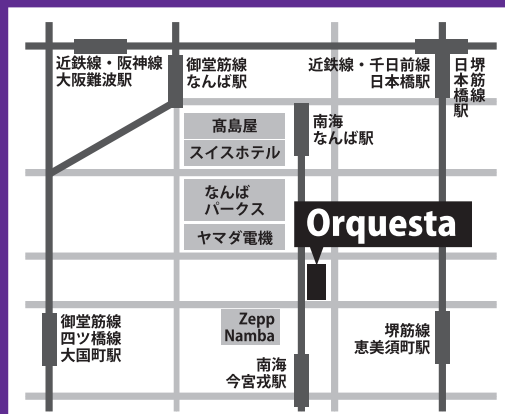 近鉄線・阪神線
大阪難波駅
御堂筋線
なんば駅
近鉄線・千日前線
日本橋駅
堺筋線
日本橋駅
髙島屋
スイスホテル
南海
なんば駅
なんば
パークス
ヤマダ電機
Orquesta
Zepp
Namba
御堂筋線
四ツ橋線
大国町駅
南海
今宮戎駅
堺筋線
恵美須町駅